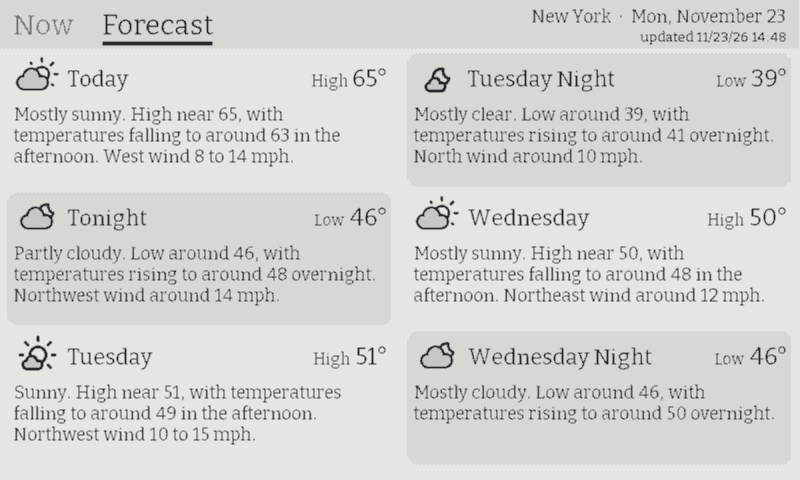 Now Forecast
New York · Mon, November 23
updated 11/23/26 14:48
Today High 65°
Mostly sunny. High near 65, with
temperatures falling to around 63 in the
afternoon. West wind 8 to 14 mph.
Tonight Low 46°
Partly cloudy. Low around 46, with
temperatures rising to around 48 overnight.
Northwest wind around 14 mph.
Tuesday High 51°
Sunny. High near 51, with temperatures
falling to around 49 in the afternoon.
Northwest wind 10 to 15 mph.
Tuesday Night Low 39°
Mostly clear. Low around 39, with
temperatures rising to around 41 overnight.
North wind around 10 mph.
Wednesday High 50°
Mostly sunny. High near 50, with
temperatures falling to around 48 in the
afternoon. Northeast wind around 12 mph.
Wednesday Night Low 46°
Mostly cloudy. Low around 46, with
temperatures rising to around 50 overnight.